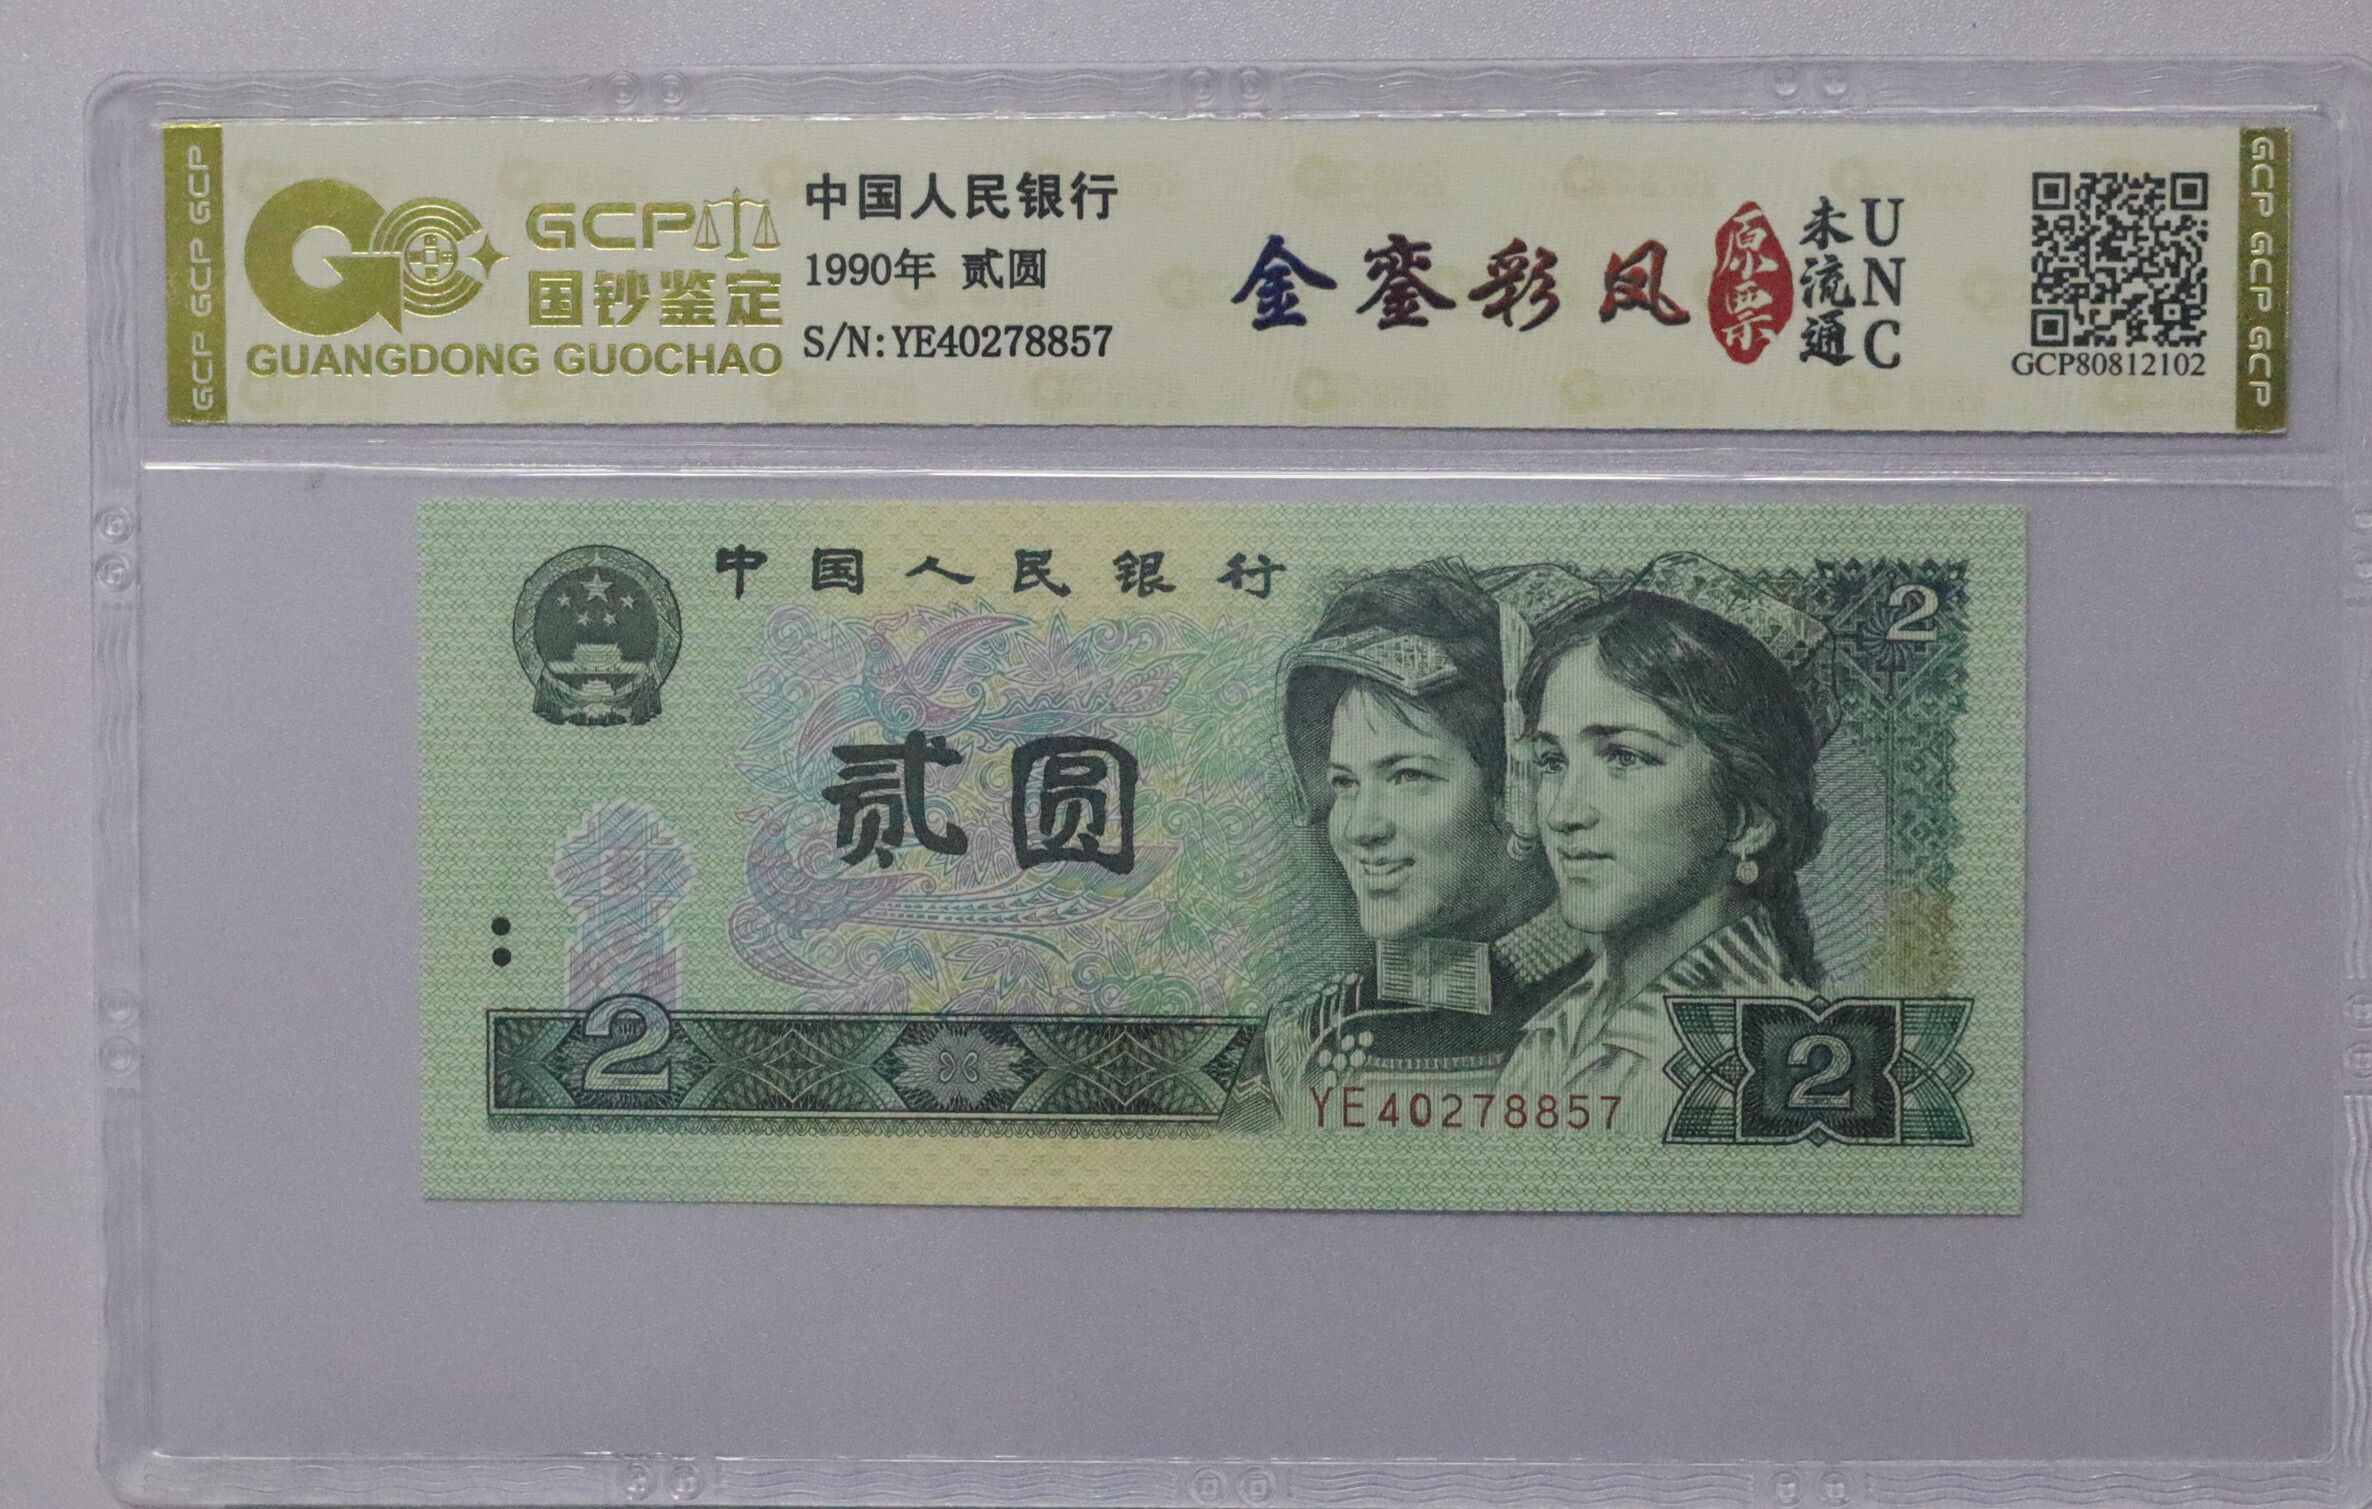 GCP GCP GCP
GCP
国钞鉴定
GUANGDONG GUOCHAO
中国人民银行
1990年 贰圆
S/N:YE40278857
金銮彩凤
原票
未流通
UNC
GCP80812102
GCP GCP GCP
中国人民银行
2
贰圆
2
YE40278857
2